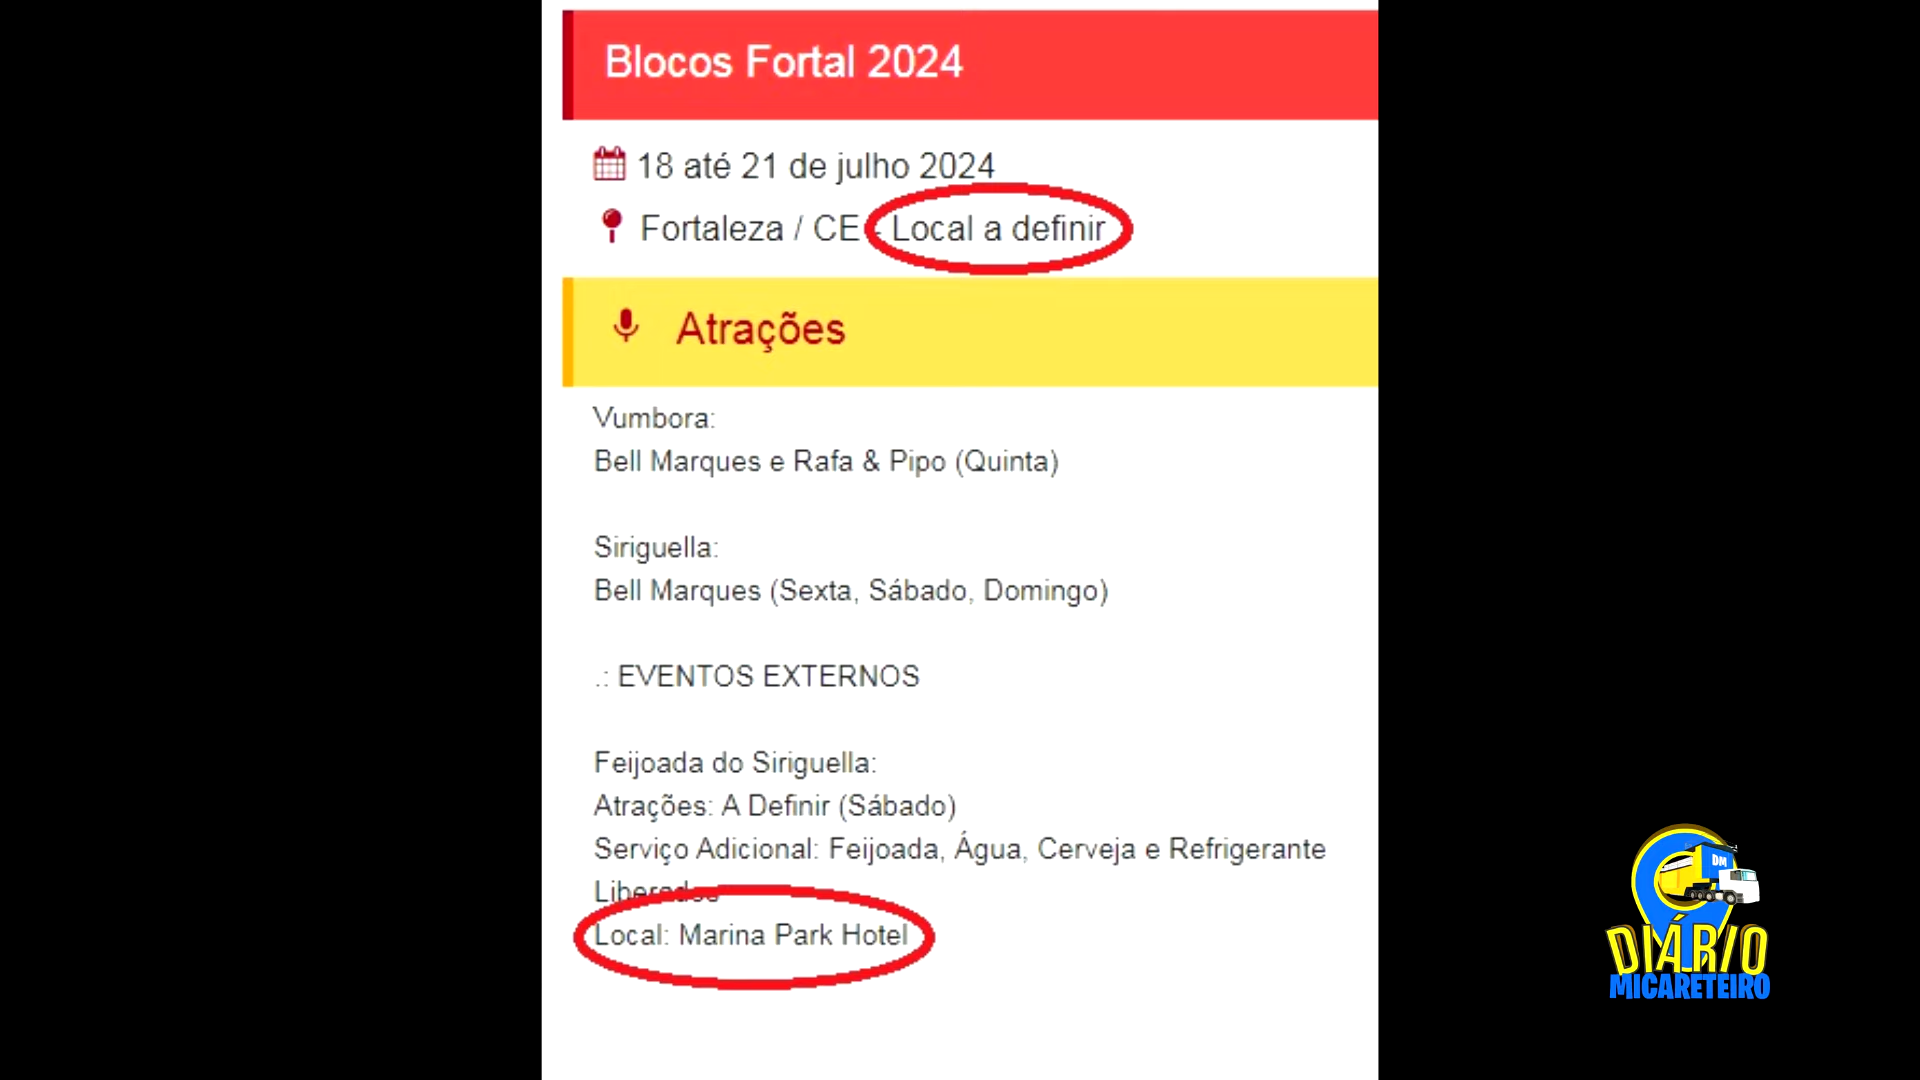 Blocos Fortal 2024
18 até 21 de julho 2024
Fortaleza / CE - Local a definir
Atrações
Vumbora:
Bell Marques e Rafa & Pipo (Quinta)
Siriguella:
Bell Marques (Sexta, Sábado, Domingo)
.: EVENTOS EXTERNOS
Feijoada do Siriguella:
Atrações: A Definir (Sábado)
Serviço Adicional: Feijoada, Água, Cerveja e Refrigerante
Liberados
Local: Marina Park Hotel
DM
DIÁRIO
MICARETEIRO